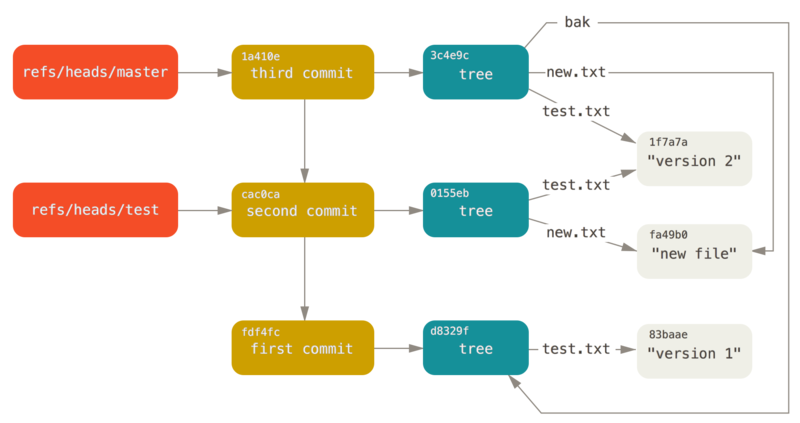 bak
1a410e
3c4e9c
refs/heads/master
third commit
tree
new.txt
test.txt
1f7a7a
"version 2"
cac0ca
0155eb
test.txt
refs/heads/test
second commit
tree
new.txt
fa49b0
"new file"
fdf4fc
d8329f
83baae
first commit
tree
test.txt
"version 1"